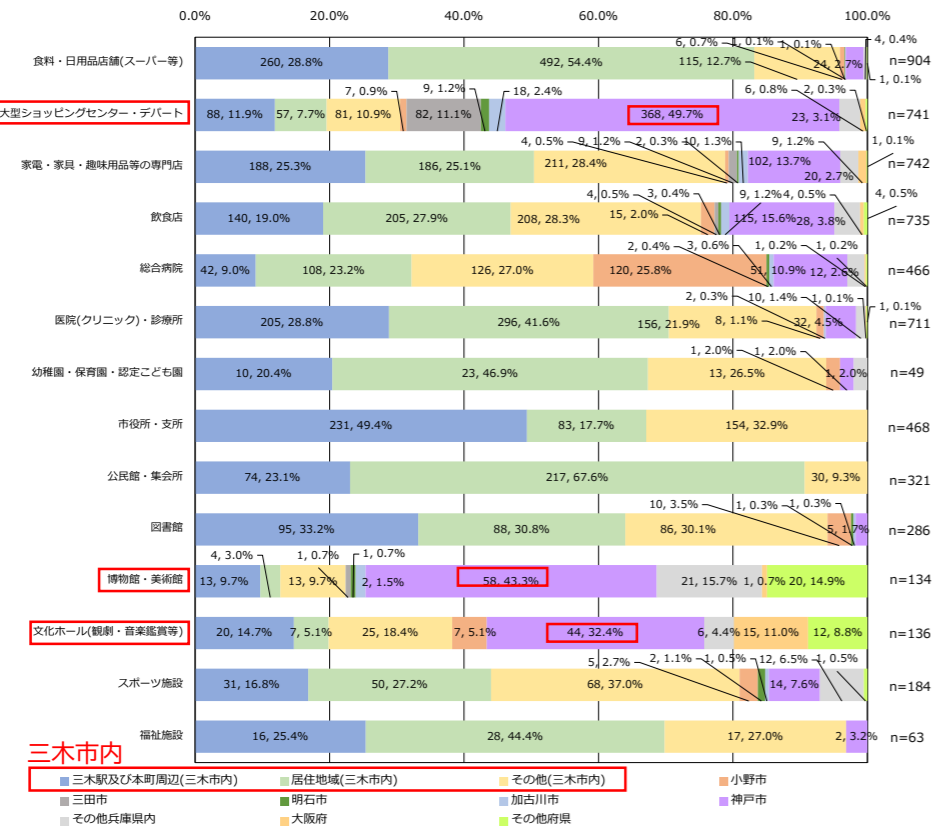 0.0% 20.0% 40.0% 60.0% 80.0% 100.0%
6, 0.7% 1, 0.1% 1, 0.1% 4, 0.4%
食料・日用品店舗(スーパー等) 260, 28.8% 492, 54.4% 115, 12.7% 24, 2.7% n=904
1, 0.1%
7, 0.9% 9, 1.2% 18, 2.4% 6, 0.8% 2, 0.3%
大型ショッピングセンター・デパート 88, 11.9% 57, 7.7% 81, 10.9% 82, 11.1% 368, 49.7% 23, 3.1% n=741
4, 0.5% 9, 1.2% 2, 0.3% 10, 1.3% 9, 1.2% 1, 0.1%
家電・家具・趣味用品等の専門店 188, 25.3% 186, 25.1% 211, 28.4% 102, 13.7% 20, 2.7% n=742
4, 0.5% 3, 0.4% 9, 1.2% 4, 0.5% 4, 0.5%
飲食店 140, 19.0% 205, 27.9% 208, 28.3% 15, 2.0% 115, 15.6% 28, 3.8% n=735
2, 0.4% 3, 0.6% 1, 0.2% 1, 0.2%
総合病院 42, 9.0% 108, 23.2% 126, 27.0% 120, 25.8% 51, 10.9% 12, 2.6% n=466
2, 0.3% 10, 1.4% 1, 0.1% 1, 0.1%
医院(クリニック)・診療所 205, 28.8% 296, 41.6% 156, 21.9% 8, 1.1% 32, 4.5% n=711
1, 2.0% 1, 2.0%
幼稚園・保育園・認定こども園 10, 20.4% 23, 46.9% 13, 26.5% 1, 2.0% n=49
市役所・支所 231, 49.4% 83, 17.7% 154, 32.9% n=468
公民館・集会所 74, 23.1% 217, 67.6% 30, 9.3% n=321
10, 3.5% 1, 0.3% 1, 0.3%
図書館 95, 33.2% 88, 30.8% 86, 30.1% 5, 1.7% n=286
4, 3.0% 1, 0.7% 1, 0.7%
博物館・美術館 13, 9.7% 13, 9.7% 2, 1.5% 58, 43.3% 21, 15.7% 1, 0.7% 20, 14.9% n=134
文化ホール(観劇・音楽鑑賞等) 20, 14.7% 7, 5.1% 25, 18.4% 7, 5.1% 44, 32.4% 6, 4.4% 15, 11.0% 12, 8.8% n=136
5, 2.7% 2, 1.1% 1, 0.5% 12, 6.5% 1, 0.5%
スポーツ施設 31, 16.8% 50, 27.2% 68, 37.0% 14, 7.6% n=184
福祉施設 16, 25.4% 28, 44.4% 17, 27.0% 2, 3.2% n=63
三木市内
三木駅及び本町周辺(三木市内) 居住地域(三木市内) その他(三木市内) 小野市
三田市 明石市 加古川市 神戸市
その他兵庫県内 大阪府 その他府県